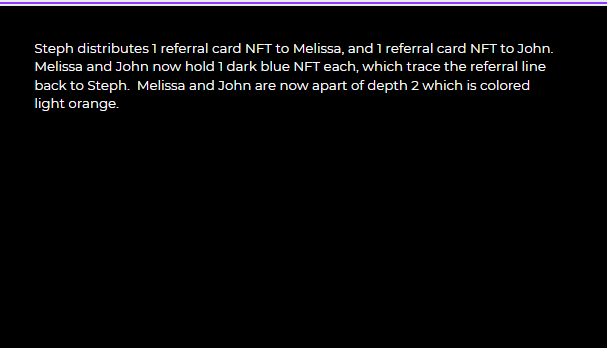 Steph distributes 1 referral card NFT to Melissa, and 1 referral card NFT to John.
Melissa and John now hold 1 dark blue NFT each, which trace the referral line
back to Steph.  Melissa and John are now apart of depth 2 which is colored
light orange.